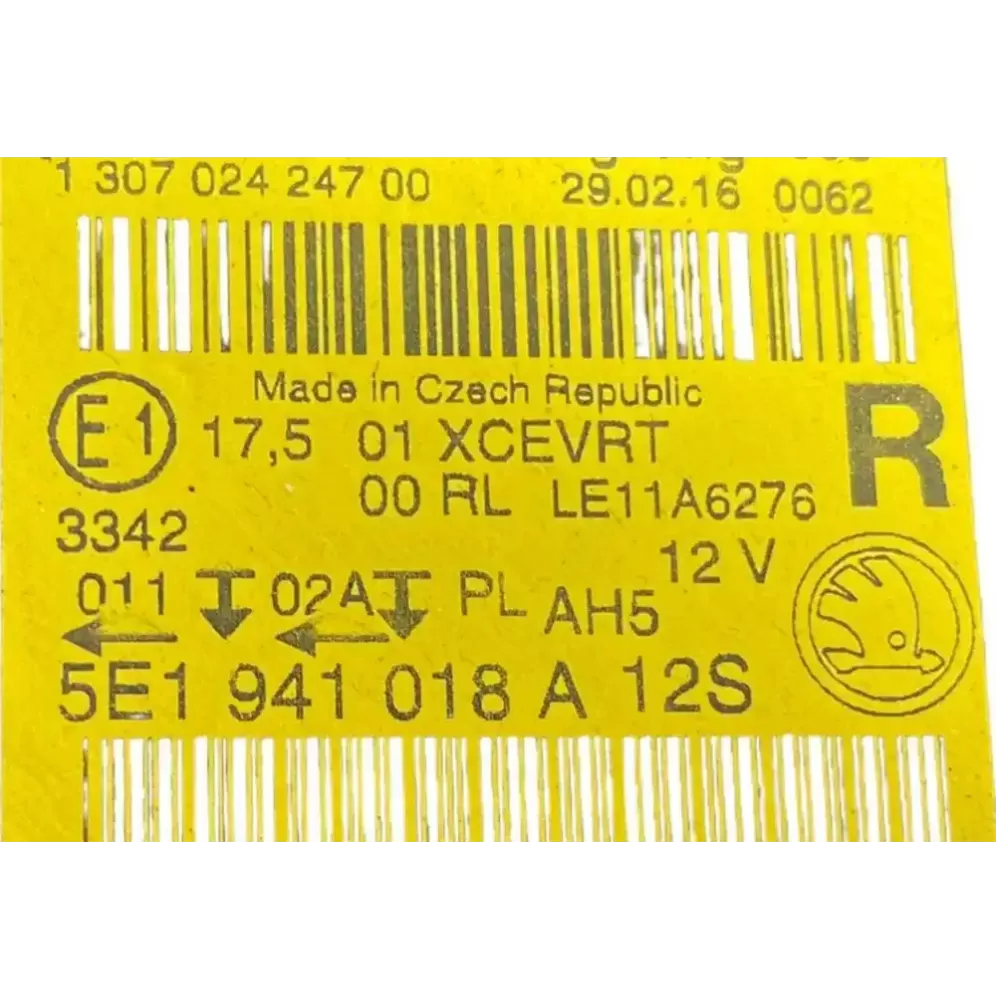 1 307 024 247 00 29.02.16 0062
Made in Czech Republic
E1 17,5 01 XCEVRT R
00 RL LE11A6276
3342 12 V
011 02A PL AH5
5E1 941 018 A 12S